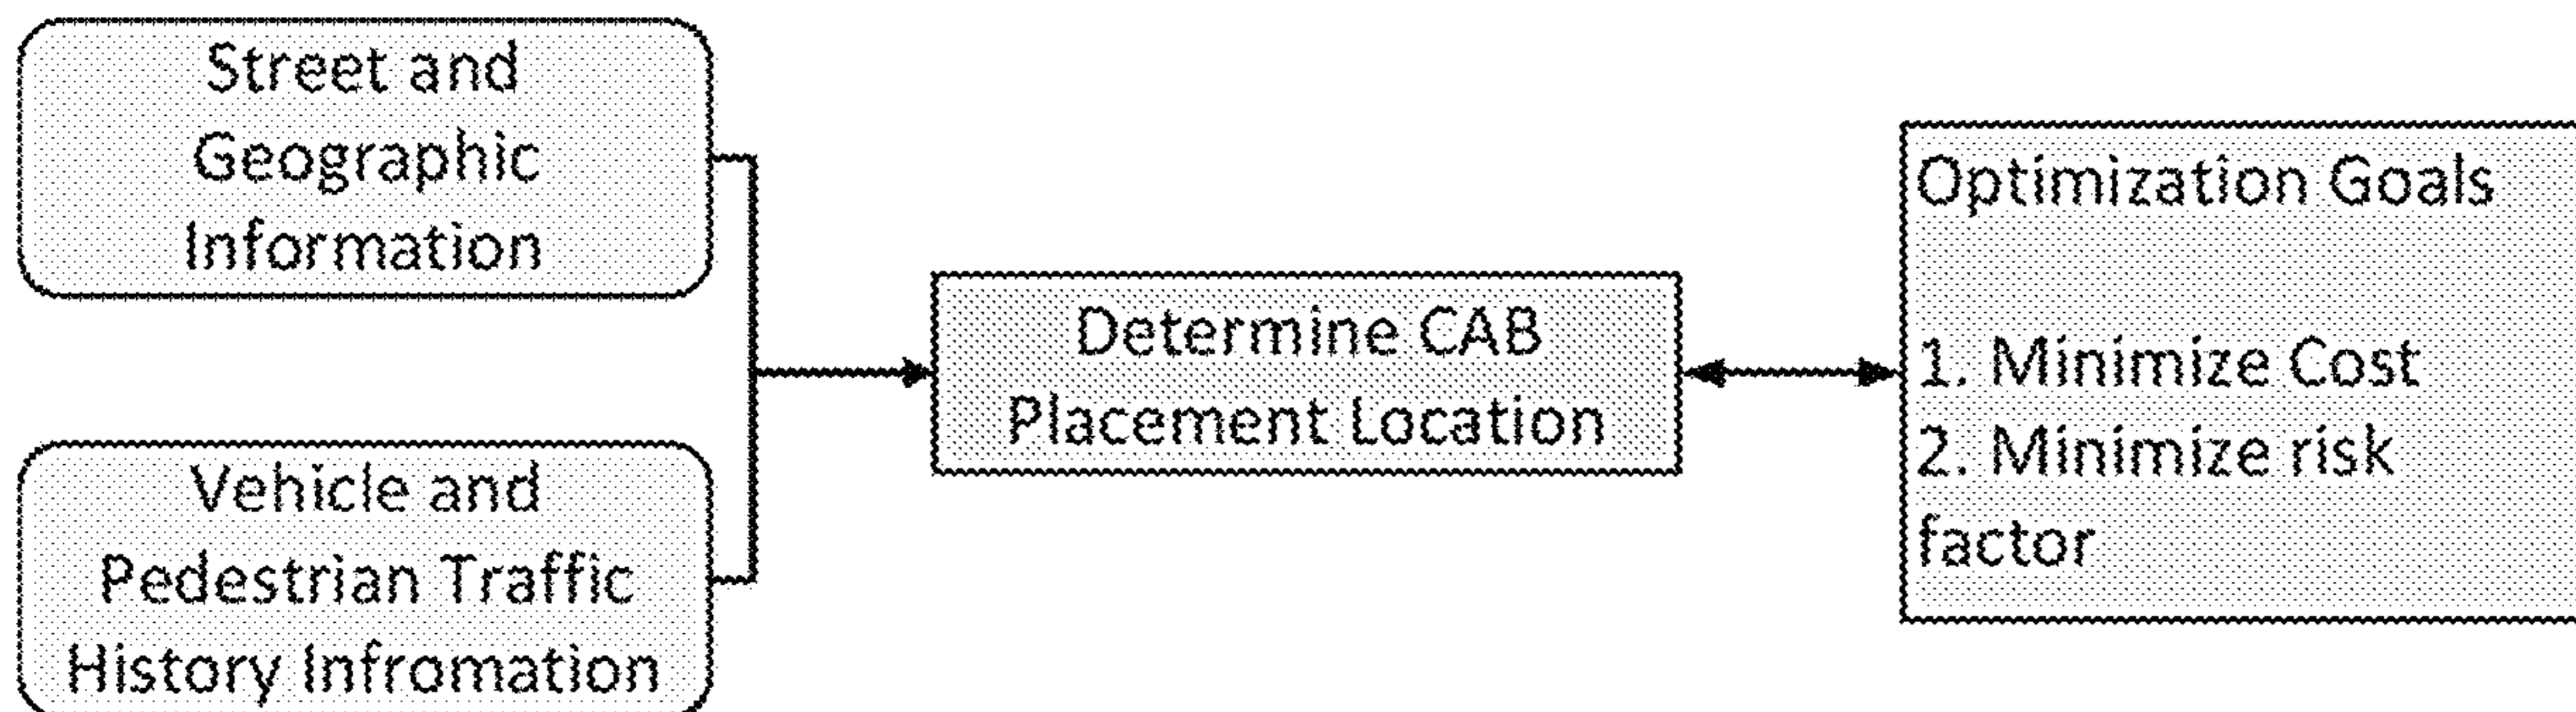 Street and
Geographic
Information
Vehicle and
Pedestrian Traffic
History Infromation
Determine CAB
Placement Location
Optimization Goals
1. Minimize Cost
2. Minimize risk
factor